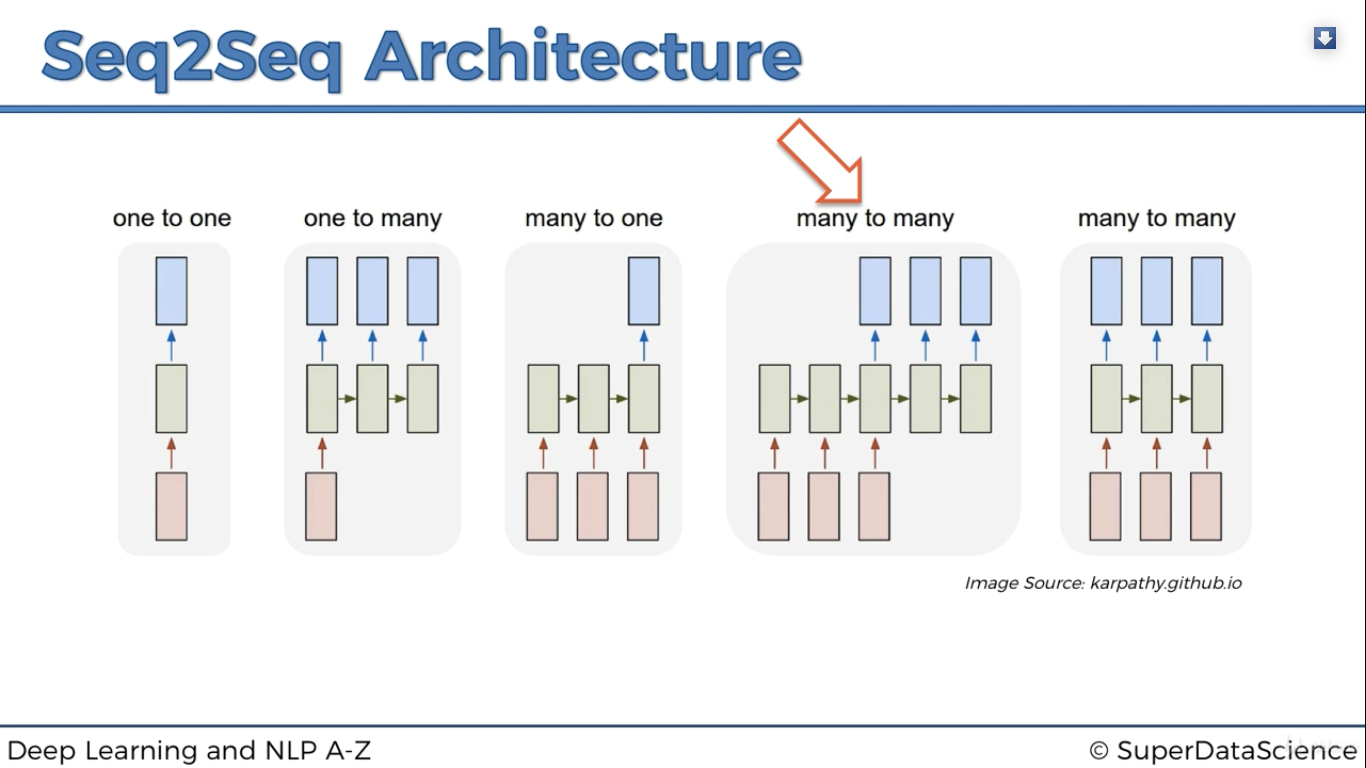 Seq2Seq Architecture
one to one
one to many
many to one
many to many
many to many
Image Source: karpathy.github.io
Deep Learning and NLP A-Z
© SuperDataScience